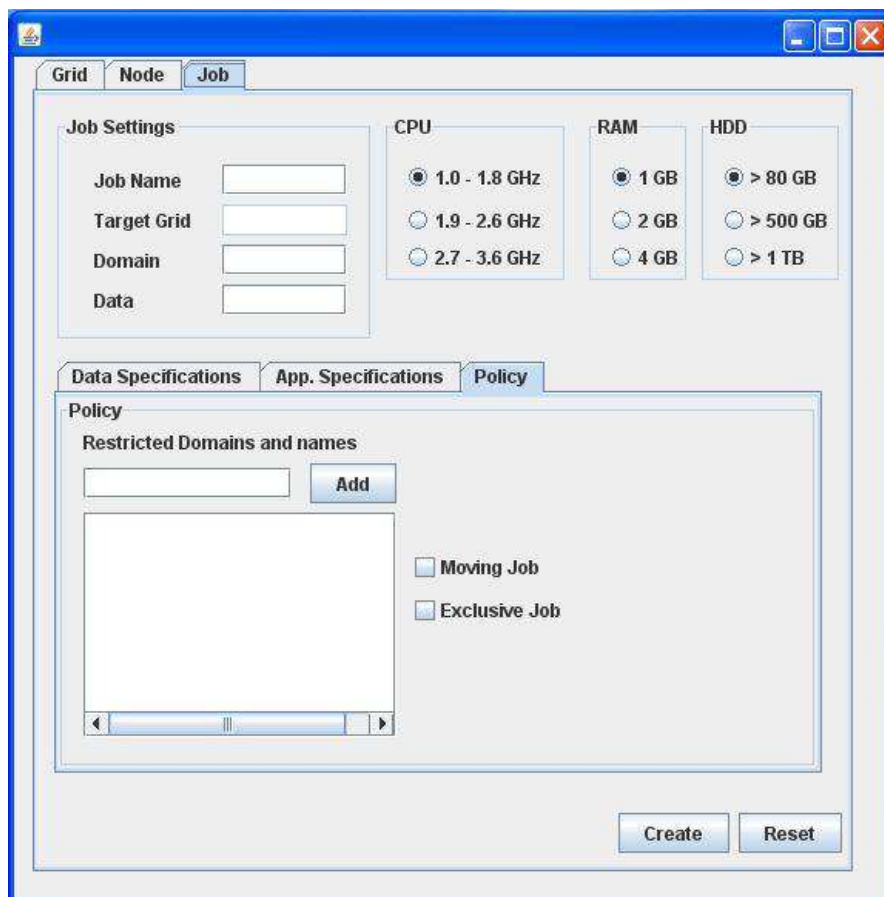 Grid Node Job
Job Settings
Job Name
Target Grid
Domain
Data
CPU
1.0 - 1.8 GHz
1.9 - 2.6 GHz
2.7 - 3.6 GHz
RAM
1 GB
2 GB
4 GB
HDD
> 80 GB
> 500 GB
> 1 TB
Data Specifications App. Specifications Policy
Policy
Restricted Domains and names
Add
Moving Job
Exclusive Job
Create Reset